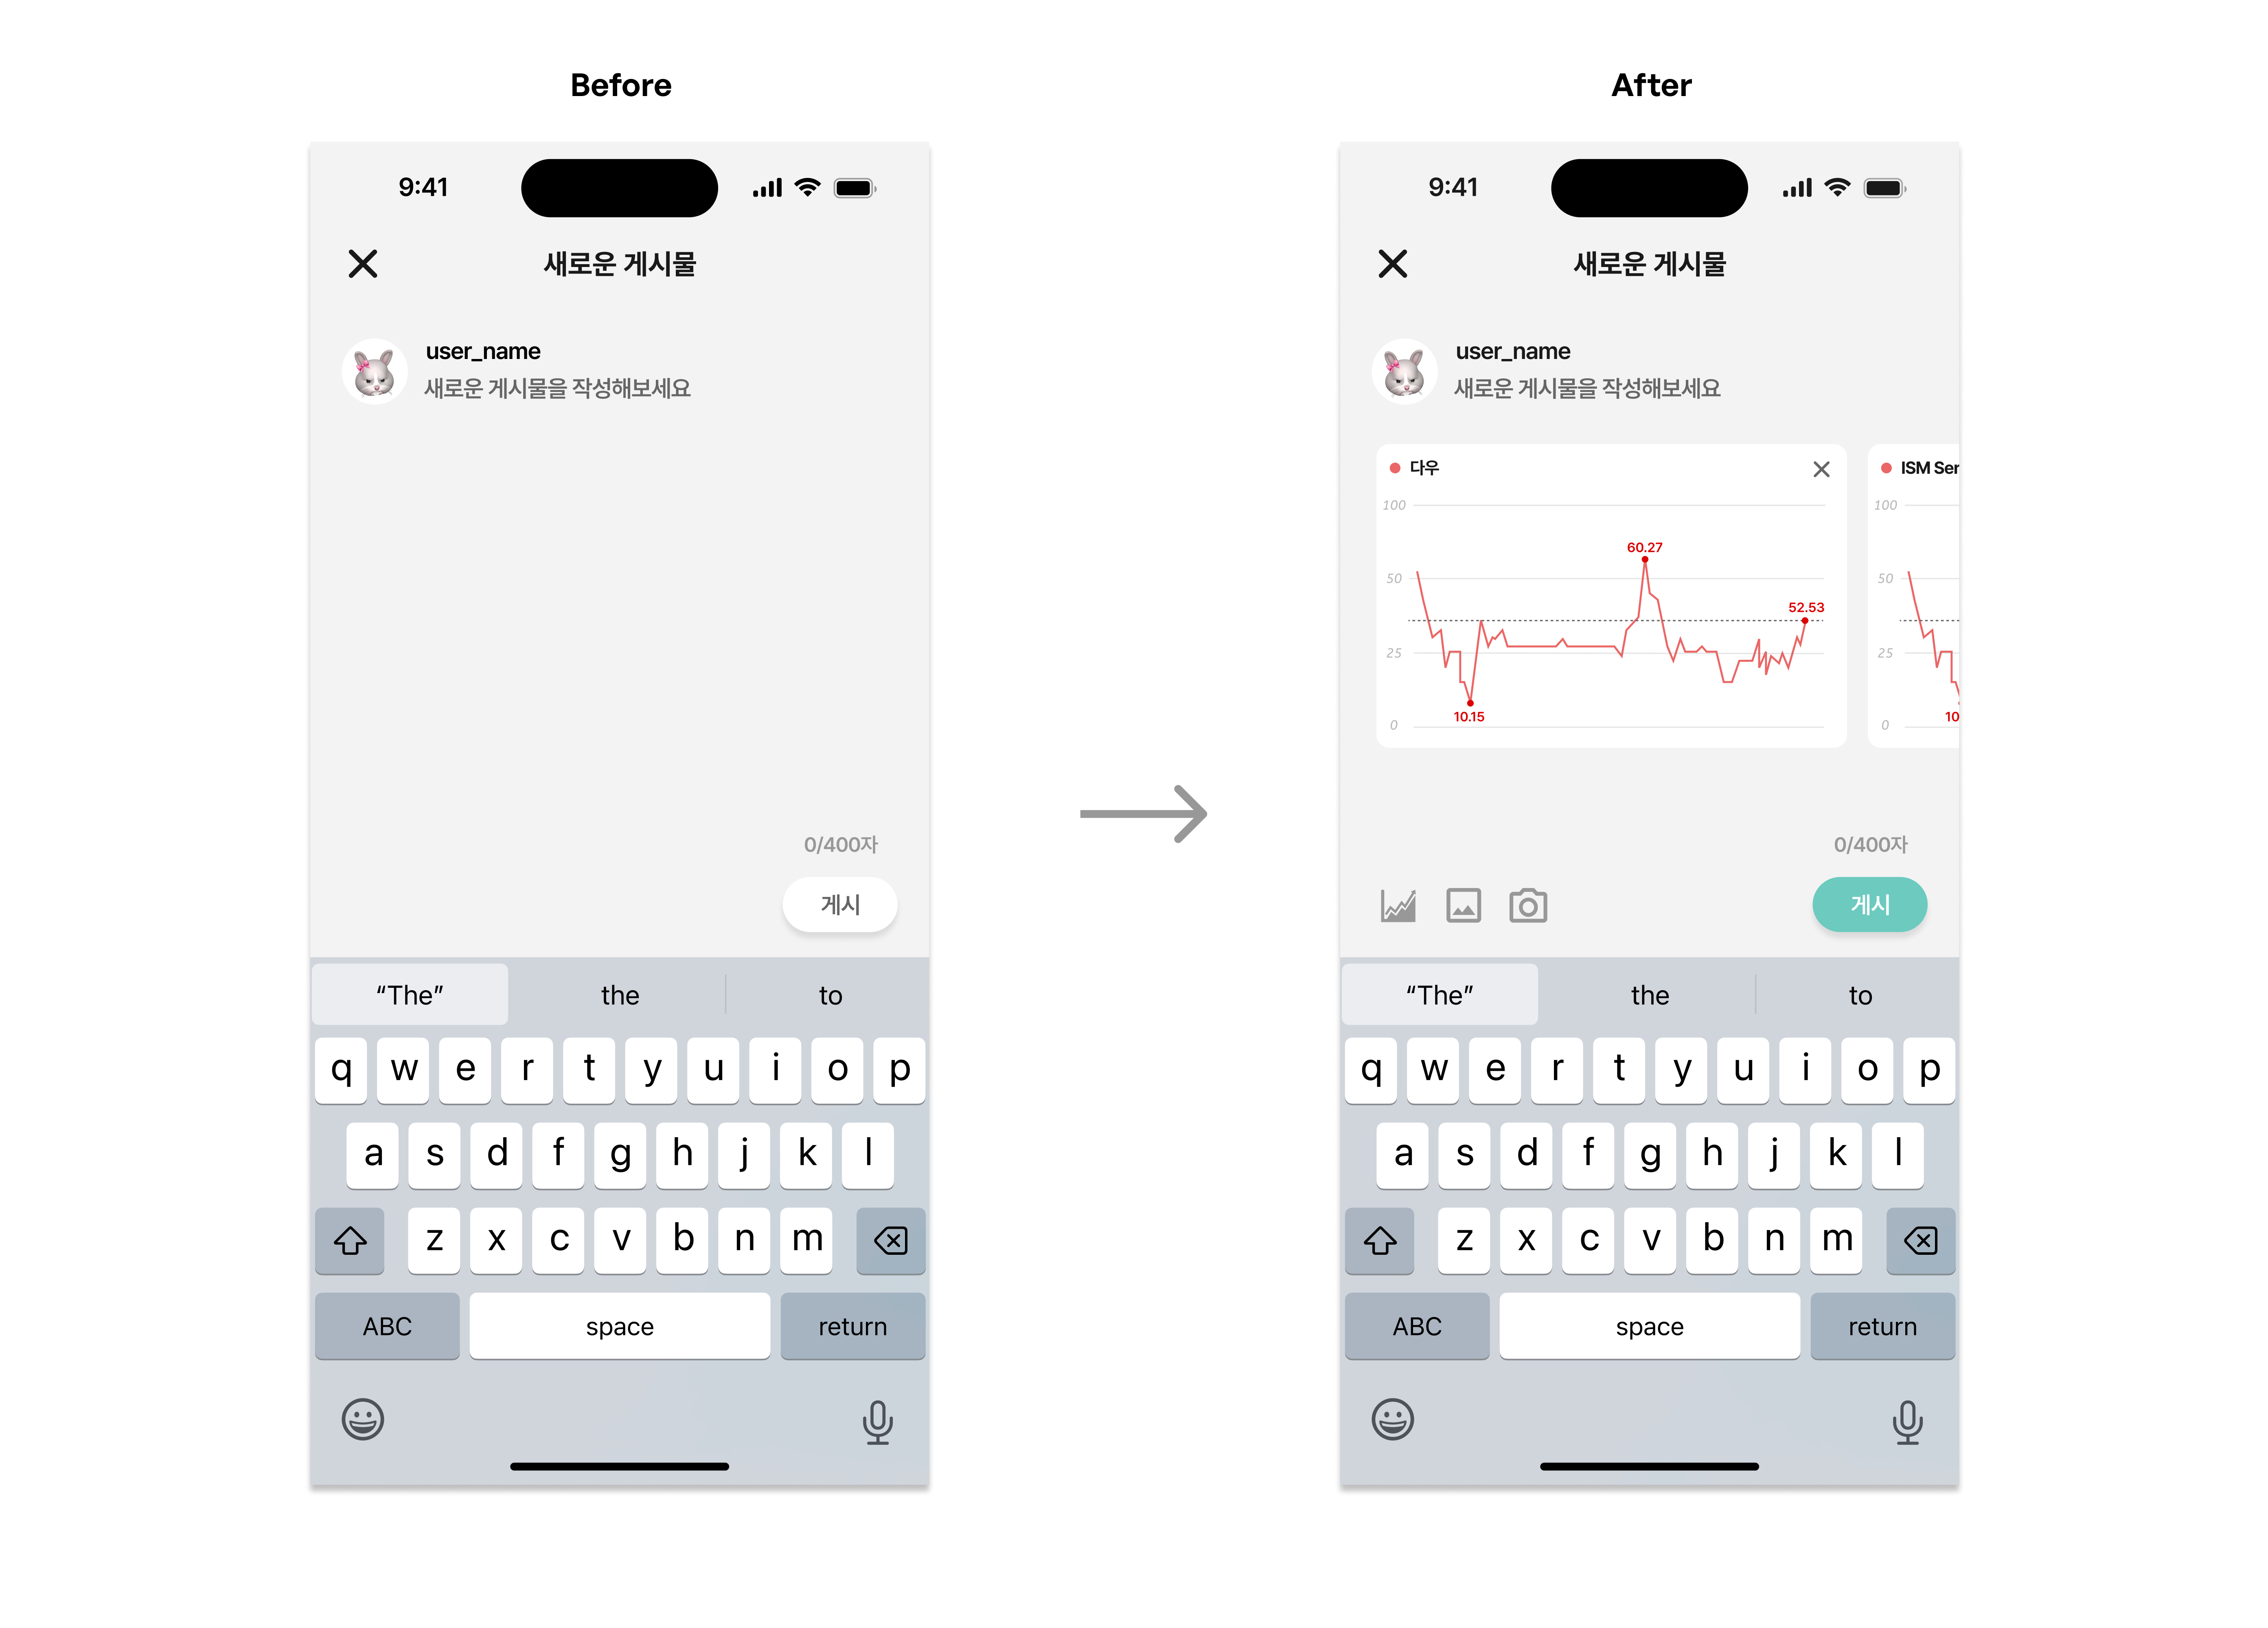 Before
9:41
새로운 게시물
user_name
새로운 게시물을 작성해보세요
0/400자
게시
“The” the to
q w e r t y u i o p
a s d f g h j k l
z x c v b n m
ABC space return
After
9:41
새로운 게시물
user_name
새로운 게시물을 작성해보세요
다우
100
50
25
0
60.27
52.53
10.15
ISM Ser
100
50
25
0
10
0/400자
게시
“The” the to
q w e r t y u i o p
a s d f g h j k l
z x c v b n m
ABC space return